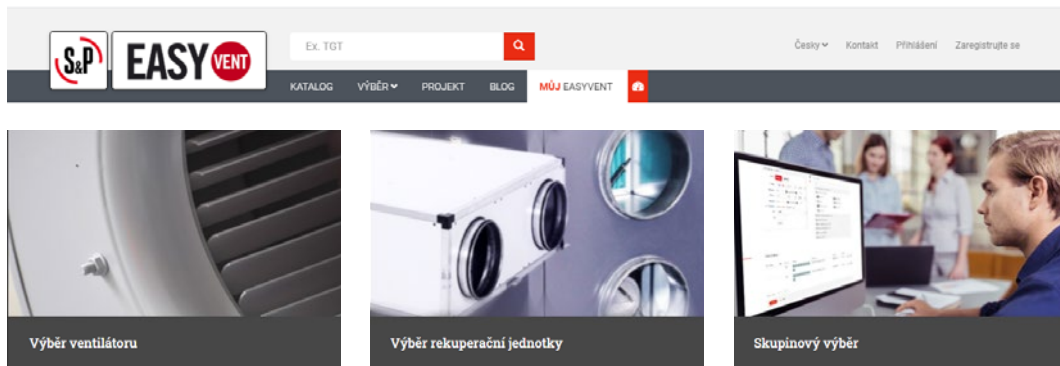 S&P
EASY VENT
Ex. TGT
Česky Kontakt Přihlášení Zaregistrujte se
KATALOG VÝBĚR PROJEKT BLOG MŮJ EASYVENT
Výběr ventilátoru Výběr rekuperační jednotky Skupinový výběr